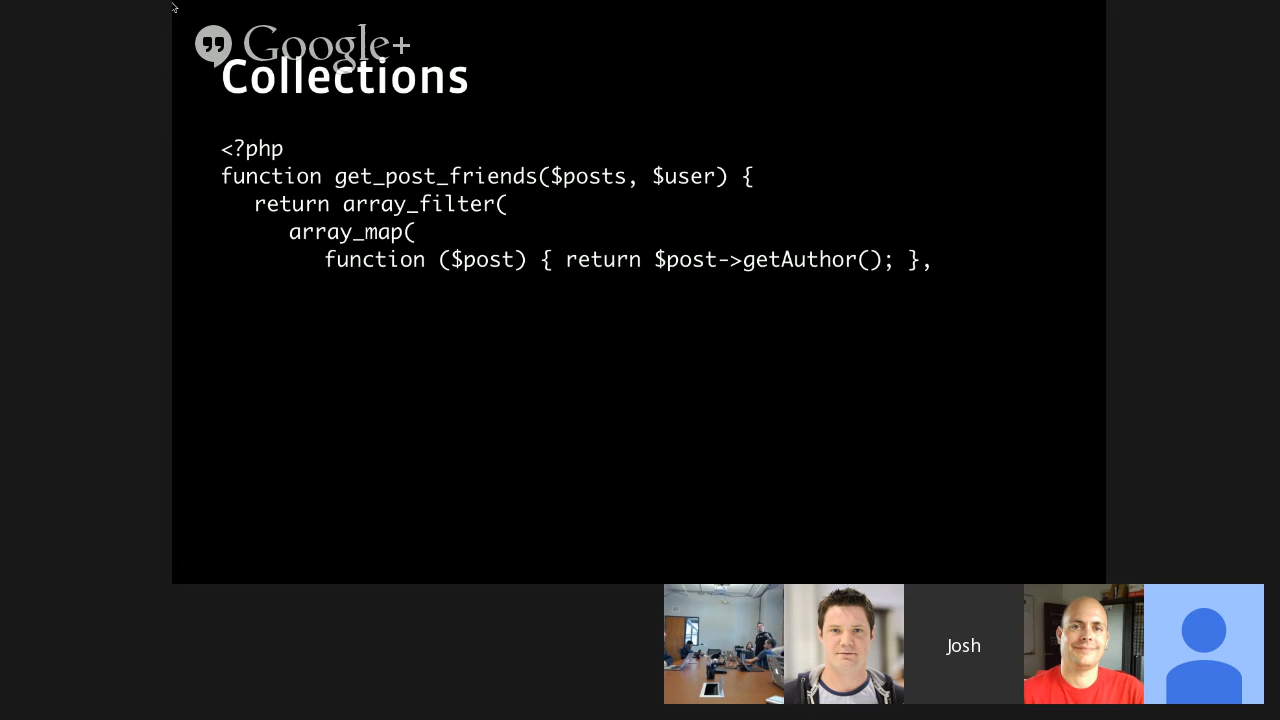 Google+
Collections
<?php
function get_post_friends($posts, $user) {
return array_filter(
array_map(
function ($post) { return $post->getAuthor(); },
Josh